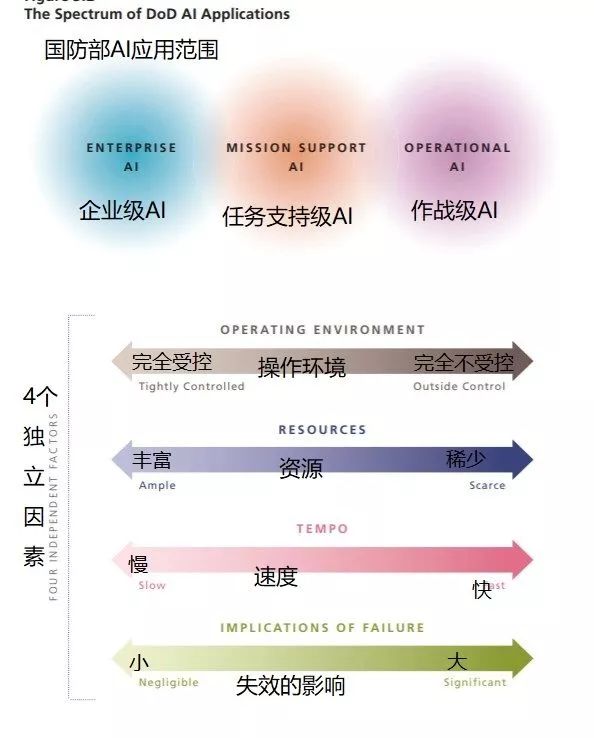 The Spectrum of DoD AI Applications
国防部AI应用范围
ENTERPRISE AI
企业级AI
MISSION SUPPORT AI
任务支持级AI
OPERATIONAL AI
作战级AI
4个独立因素
FOUR INDEPENDENT FACTORS
OPERATING ENVIRONMENT
完全受控 操作环境 完全不受控
Tightly Controlled Outside Control
RESOURCES
丰富 资源 稀少
Ample Scarce
TEMPO
慢 速度 快
Slow
IMPLICATIONS OF FAILURE
小 失效的影响 大
Negligible Significant